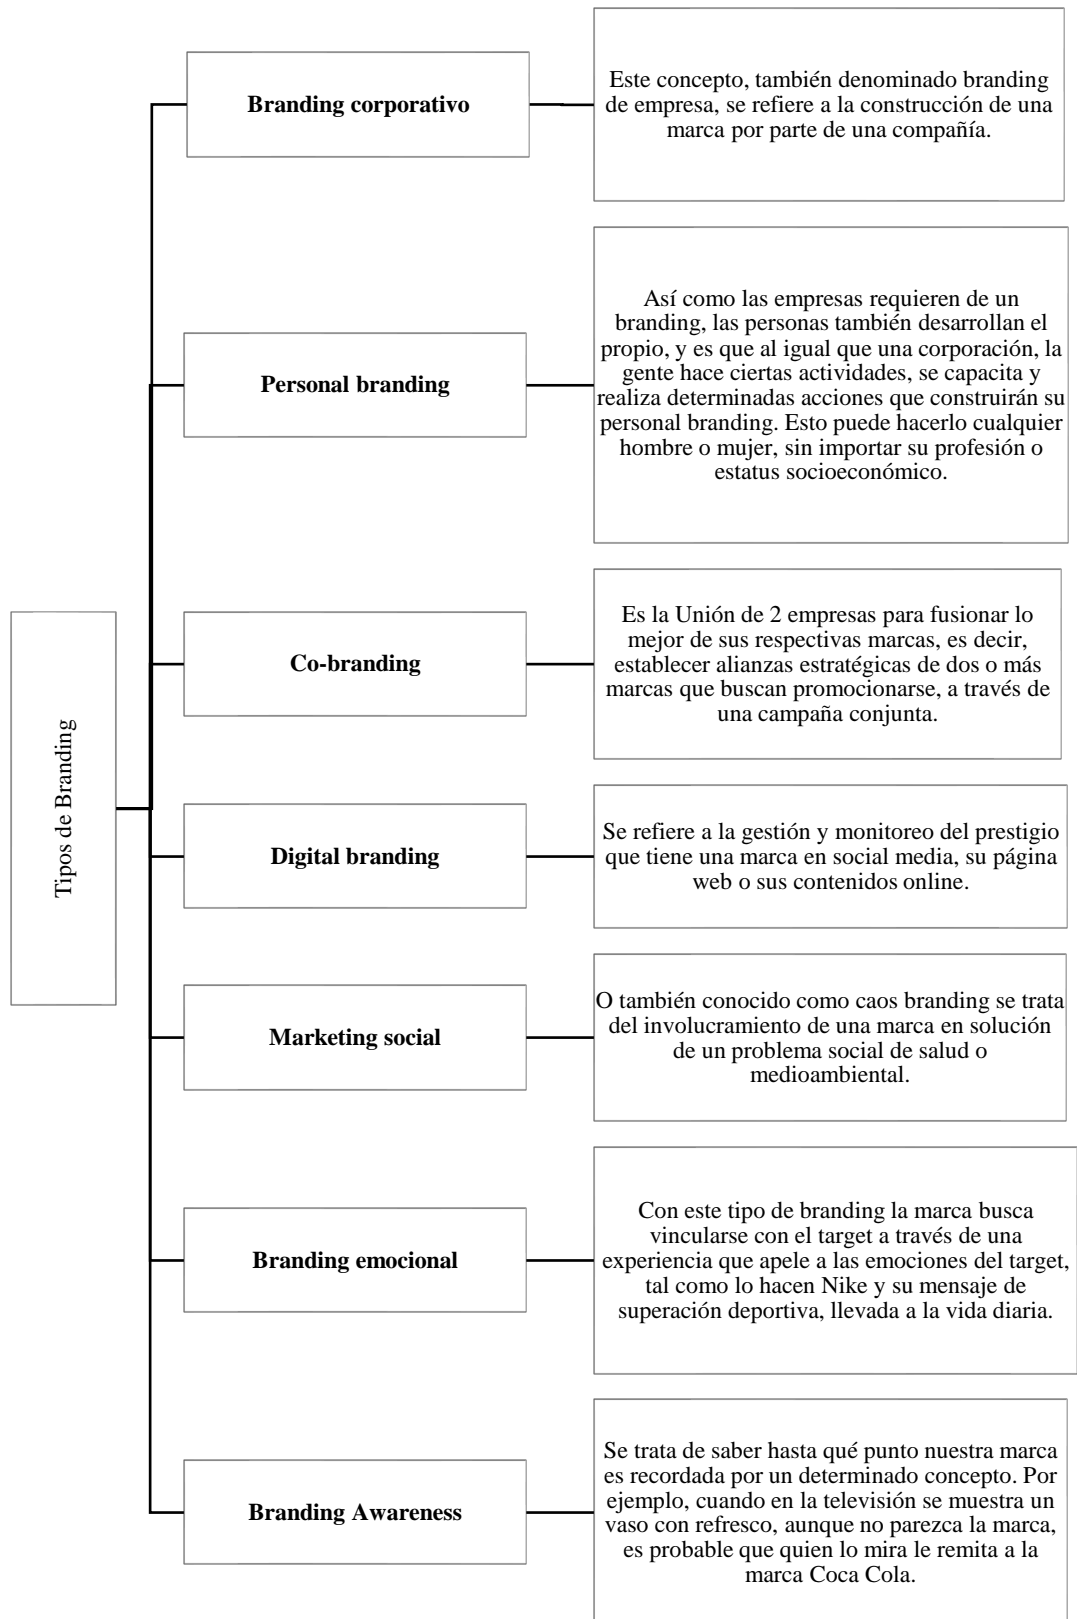 Tipos de Branding
Branding corporativo
Este concepto, también denominado branding
de empresa, se refiere a la construcción de una
marca por parte de una compañía.
Personal branding
Así como las empresas requieren de un
branding, las personas también desarrollan el
propio, y es que al igual que una corporación, la
gente hace ciertas actividades, se capacita y
realiza determinadas acciones que construirán su
personal branding. Esto puede hacerlo cualquier
hombre o mujer, sin importar su profesión o
estatus socioeconómico.
Co-branding
Es la Unión de 2 empresas para fusionar lo
mejor de sus respectivas marcas, es decir,
establecer alianzas estratégicas de dos o más
marcas que buscan promocionarse, a través de
una campaña conjunta.
Digital branding
Se refiere a la gestión y monitoreo del prestigio
que tiene una marca en social media, su página
web o sus contenidos online.
Marketing social
O también conocido como caos branding se trata
del involucramiento de una marca en solución
de un problema social de salud o
medioambiental.
Branding emocional
Con este tipo de branding la marca busca
vincularse con el target a través de una
experiencia que apele a las emociones del target,
tal como lo hacen Nike y su mensaje de
superación deportiva, llevada a la vida diaria.
Branding Awareness
Se trata de saber hasta qué punto nuestra marca
es recordada por un determinado concepto. Por
ejemplo, cuando en la televisión se muestra un
vaso con refresco, aunque no parezca la marca,
es probable que quien lo mira le remita a la
marca Coca Cola.